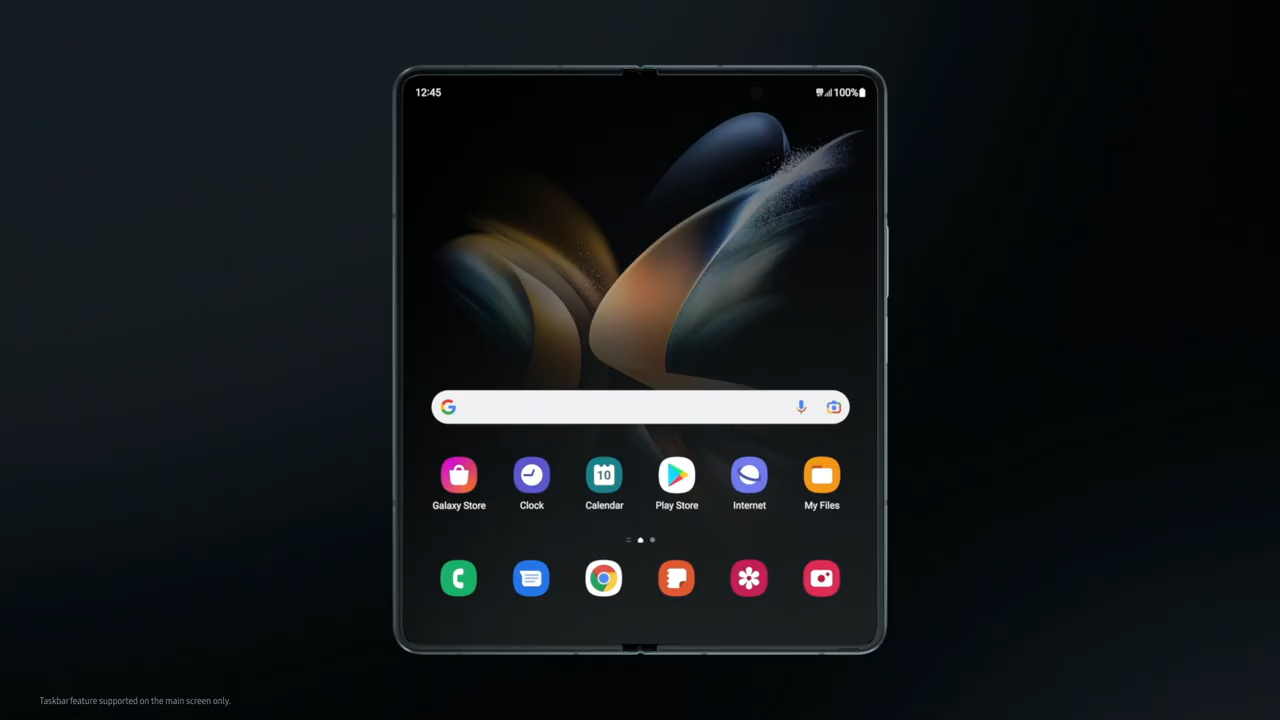 12:45
100%
Galaxy Store
Clock
10
Calendar
Play Store
Internet
My Files
Taskbar feature supported on the main screen only.